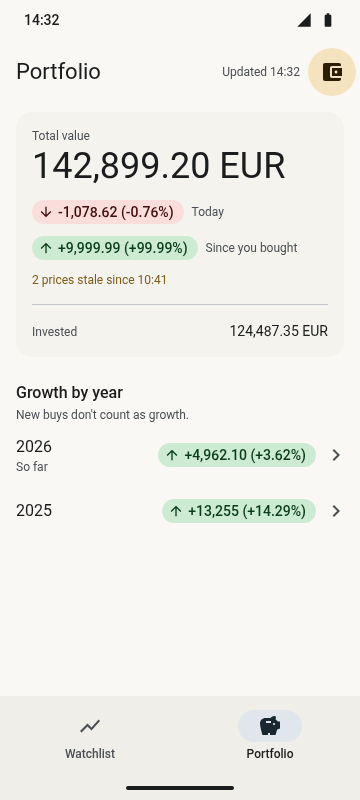 14:32
Portfolio
Updated 14:32
Total value
142,899.20 EUR
-1,078.62 (-0.76%) Today
+9,999.99 (+99.99%) Since you bought
2 prices stale since 10:41
Invested 124,487.35 EUR
Growth by year
New buys don't count as growth.
2026 +4,962.10 (+3.62%)
So far
2025 +13,255 (+14.29%)
Watchlist Portfolio